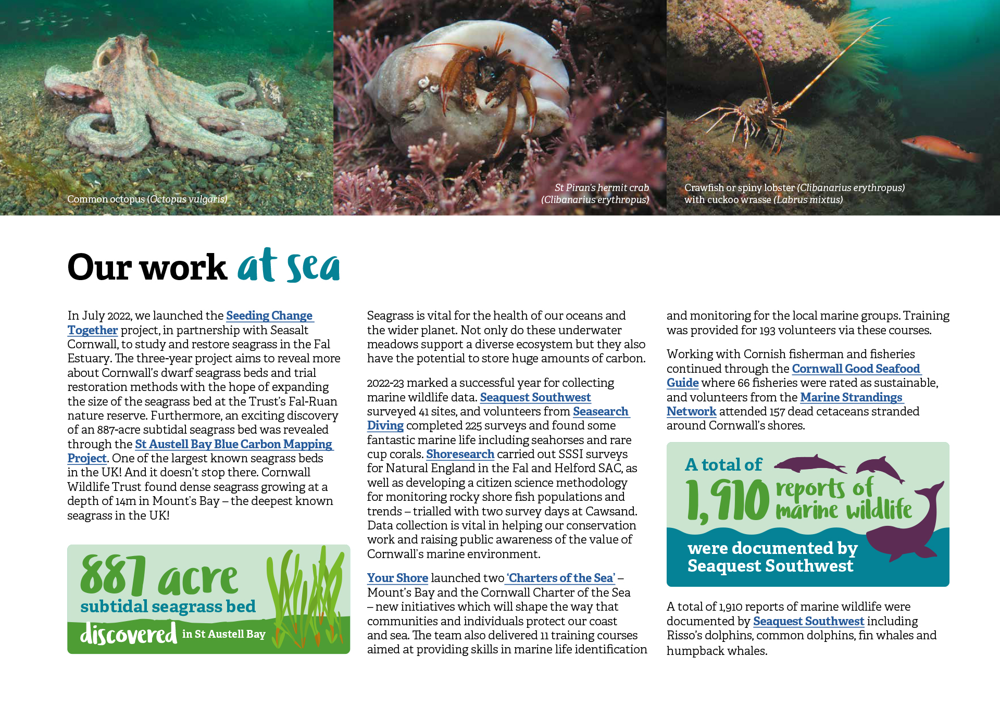 Common octopus (Octopus vulgaris)
St Piran's hermit crab
(Clibanarius erythropus)
Crawfish or spiny lobster (Clibanarius erythropus)
with cuckoo wrasse (Labrus mixtus)
Our work at sea
In July 2022, we launched the Seeding Change
Together project, in partnership with Seasalt
Cornwall, to study and restore seagrass in the Fal
Estuary. The three-year project aims to reveal more
about Cornwall's dwarf seagrass beds and trial
restoration methods with the hope of expanding
the size of the seagrass bed at the Trust's Fal-Ruan
nature reserve. Furthermore, an exciting discovery
of an 887-acre subtidal seagrass bed was revealed
through the St Austell Bay Blue Carbon Mapping
Project. One of the largest known seagrass beds
in the UK! And it doesn't stop there. Cornwall
Wildlife Trust found dense seagrass growing at a
depth of 14m in Mount's Bay – the deepest known
seagrass in the UK!
887 acre
subtidal seagrass bed
discovered in St Austell Bay
Seagrass is vital for the health of our oceans and
the wider planet. Not only do these underwater
meadows support a diverse ecosystem but they also
have the potential to store huge amounts of carbon.
2022-23 marked a successful year for collecting
marine wildlife data. Seaquest Southwest
surveyed 41 sites, and volunteers from Seasearch
Diving completed 225 surveys and found some
fantastic marine life including seahorses and rare
cup corals. Shoresearch carried out SSSI surveys
for Natural England in the Fal and Helford SAC, as
well as developing a citizen science methodology
for monitoring rocky shore fish populations and
trends – trialled with two survey days at Cawsand.
Data collection is vital in helping our conservation
work and raising public awareness of the value of
Cornwall's marine environment.
Your Shore launched two 'Charters of the Sea' –
Mount's Bay and the Cornwall Charter of the Sea
– new initiatives which will shape the way that
communities and individuals protect our coast
and sea. The team also delivered 11 training courses
aimed at providing skills in marine life identification
and monitoring for the local marine groups. Training
was provided for 193 volunteers via these courses.
Working with Cornish fisherman and fisheries
continued through the Cornwall Good Seafood
Guide where 66 fisheries were rated as sustainable,
and volunteers from the Marine Strandings
Network attended 157 dead cetaceans stranded
around Cornwall's shores.
A total of
1,910 reports of
marine wildlife
were documented by
Seaquest Southwest
A total of 1,910 reports of marine wildlife were
documented by Seaquest Southwest including
Risso's dolphins, common dolphins, fin whales and
humpback whales.